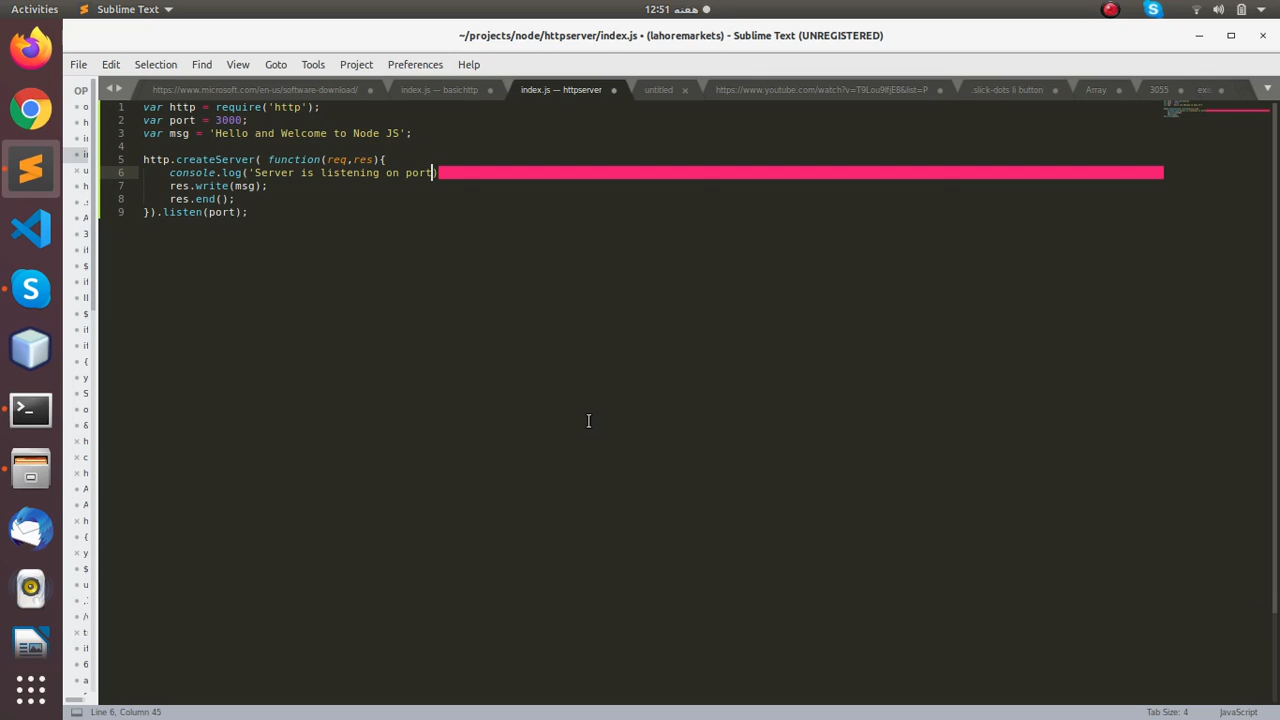 Activities
Sublime Text
هفته 12:51
~/projects/node/httpserver/index.js • (lahoremarkets) - Sublime Text (UNREGISTERED)
File Edit Selection Find View Goto Tools Project Preferences Help
OP
https://www.microsoft.com/en-us/software-download/
index.js — basichttp
index.js — httpserver
untitled
https://www.youtube.com/watch?v=T9Lou9lfjE8&list=P
.slick-dots li button
Array
3055
1 var http = require('http');
2 var port = 3000;
3 var msg = 'Hello and Welcome to Node JS';
4
5 http.createServer( function(req,res){
6 console.log('Server is listening on port)
7 res.write(msg);
8 res.end();
9 }).listen(port);
Line 6, Column 45
Tab Size: 4
JavaScript